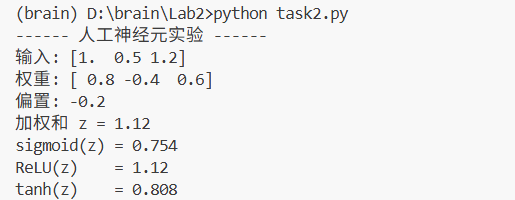 (brain) D:\brain\Lab2>python task2.py
------ 人工神经元实验 ------
输入: [1.  0.5 1.2]
权重: [ 0.8 -0.4  0.6]
偏置: -0.2
加权和 z = 1.12
sigmoid(z) = 0.754
ReLU(z)    = 1.12
tanh(z)    = 0.808